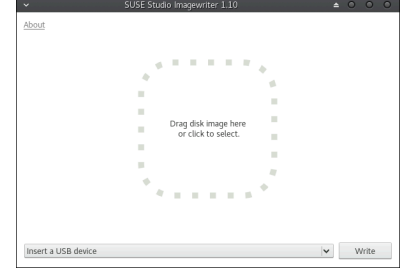 SUSE Studio Imagewriter 1.10
About
Drag disk image here
or click to select.
Insert a USB device
Write